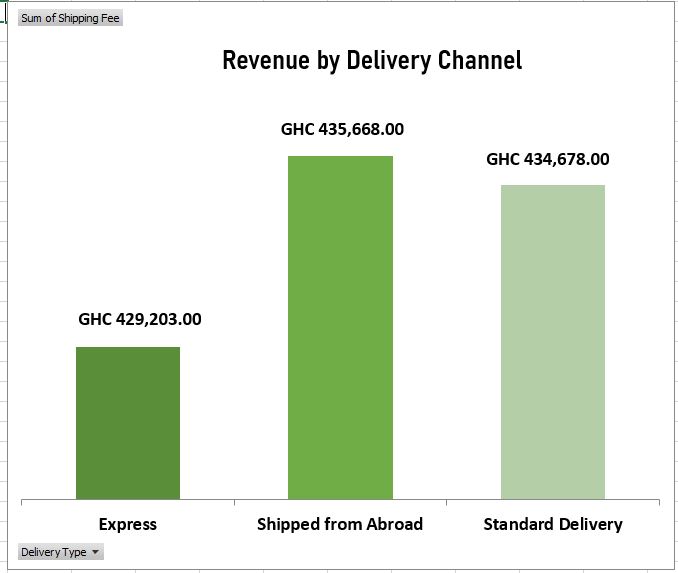 Sum of Shipping Fee
Revenue by Delivery Channel
GHC 435,668.00
GHC 434,678.00
GHC 429,203.00
Express
Shipped from Abroad
Standard Delivery
Delivery Type